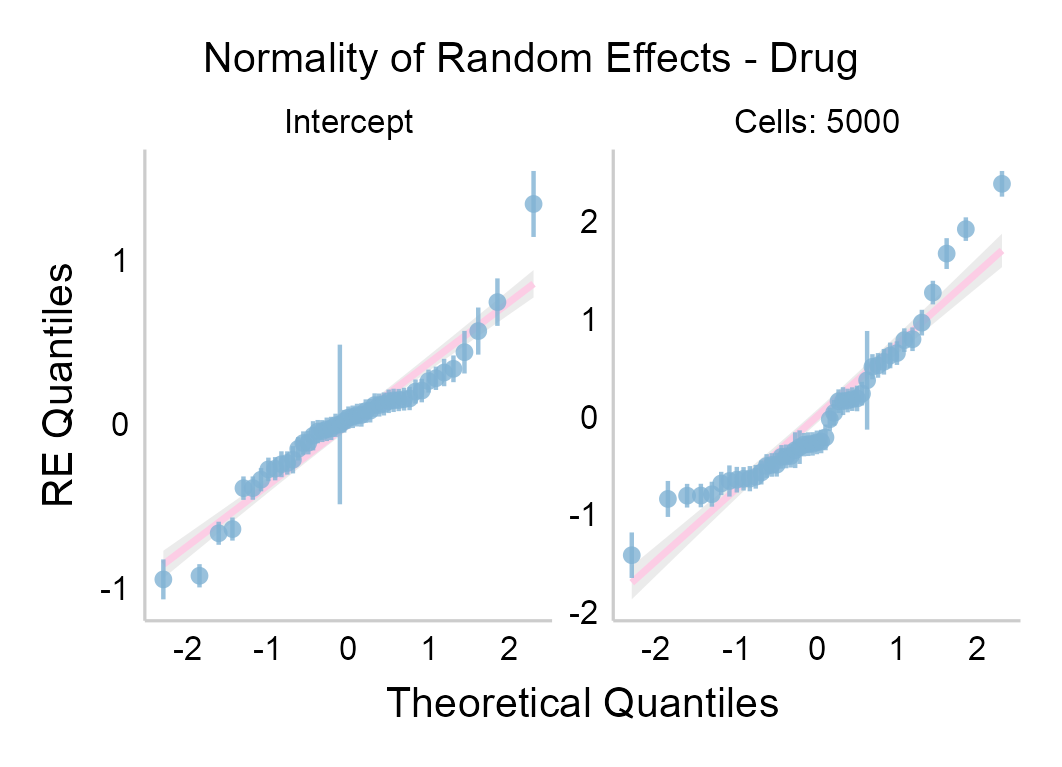 Normality of Random Effects - Drug
Intercept
Cells: 5000
RE Quantiles
1
0
-1
2
1
0
-1
-2
-2 -1 0 1 2
-2 -1 0 1 2
Theoretical Quantiles